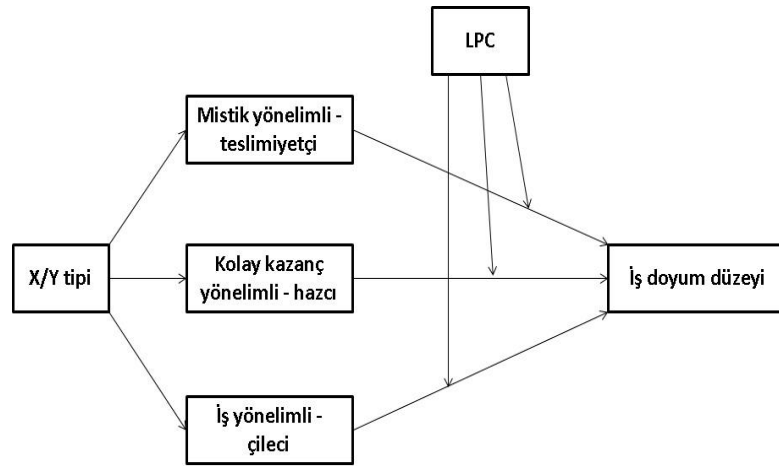 LPC
Mistik yönelimli -
teslimiyetçi
X/Y tipi
Kolay kazanç
yönelimli - hazcı
İş doyum düzeyi
İş yönelimli -
çileci